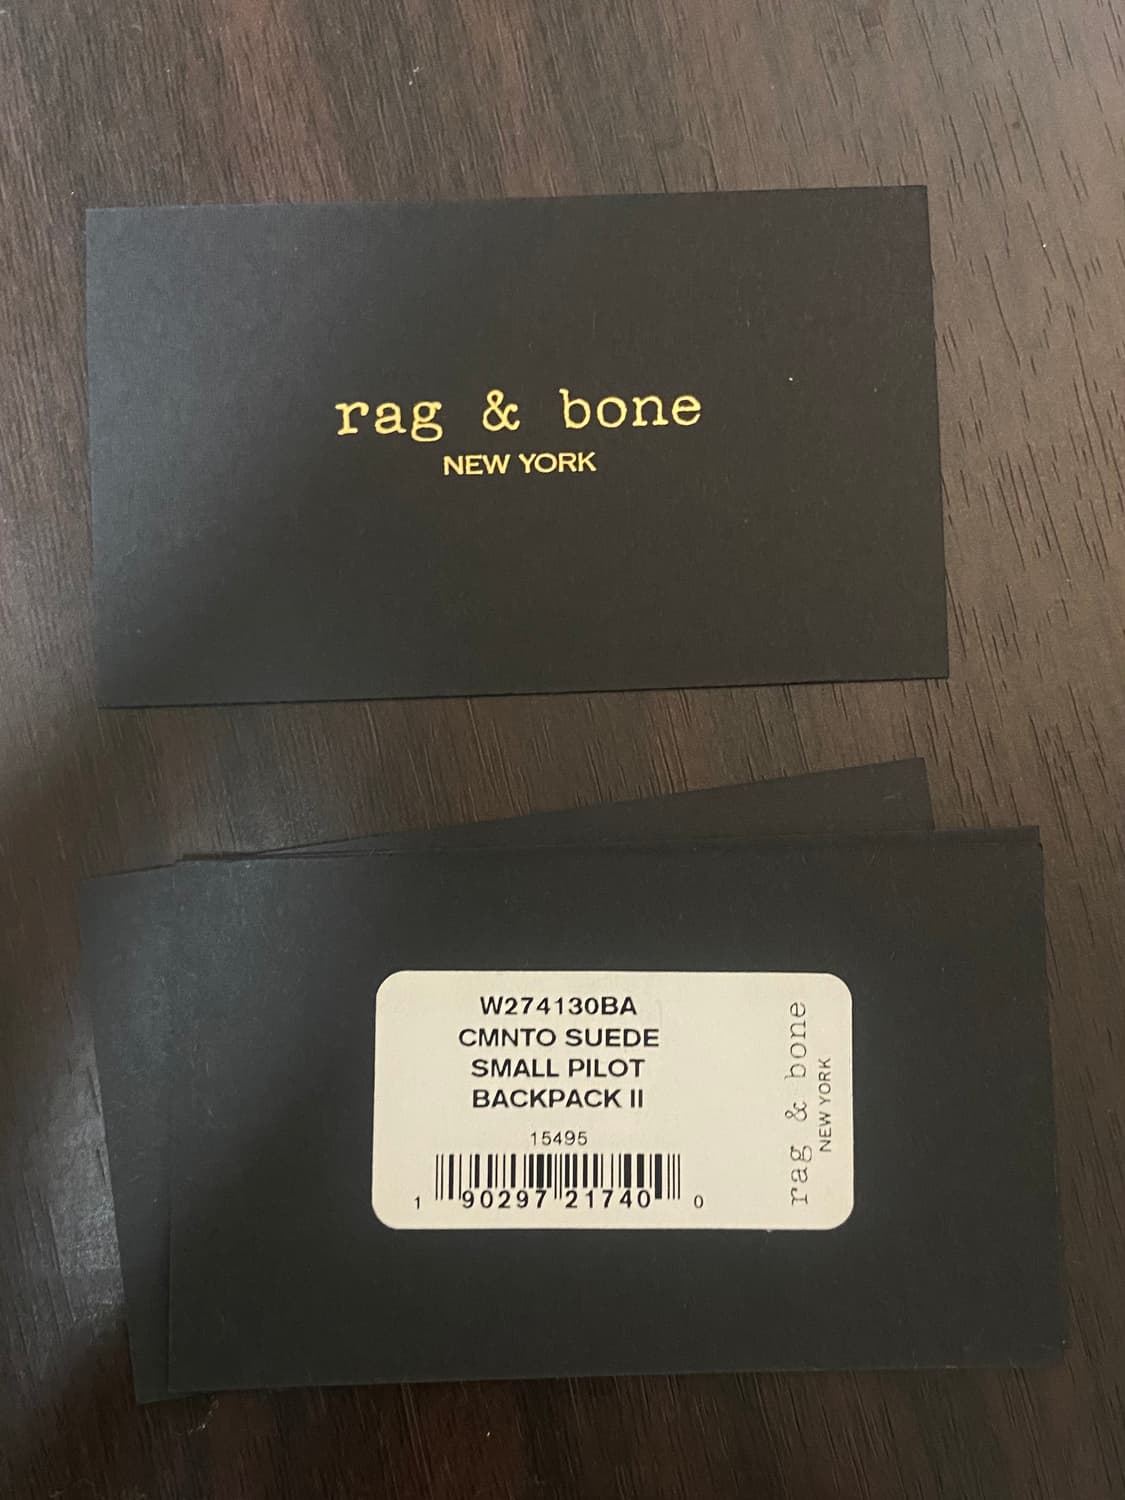 rag & bone
NEW YORK
W274130BA
CMNTO SUEDE
SMALL PILOT
BACKPACK II
15495
1 90297 21740 0
rag & bone
NEW YORK